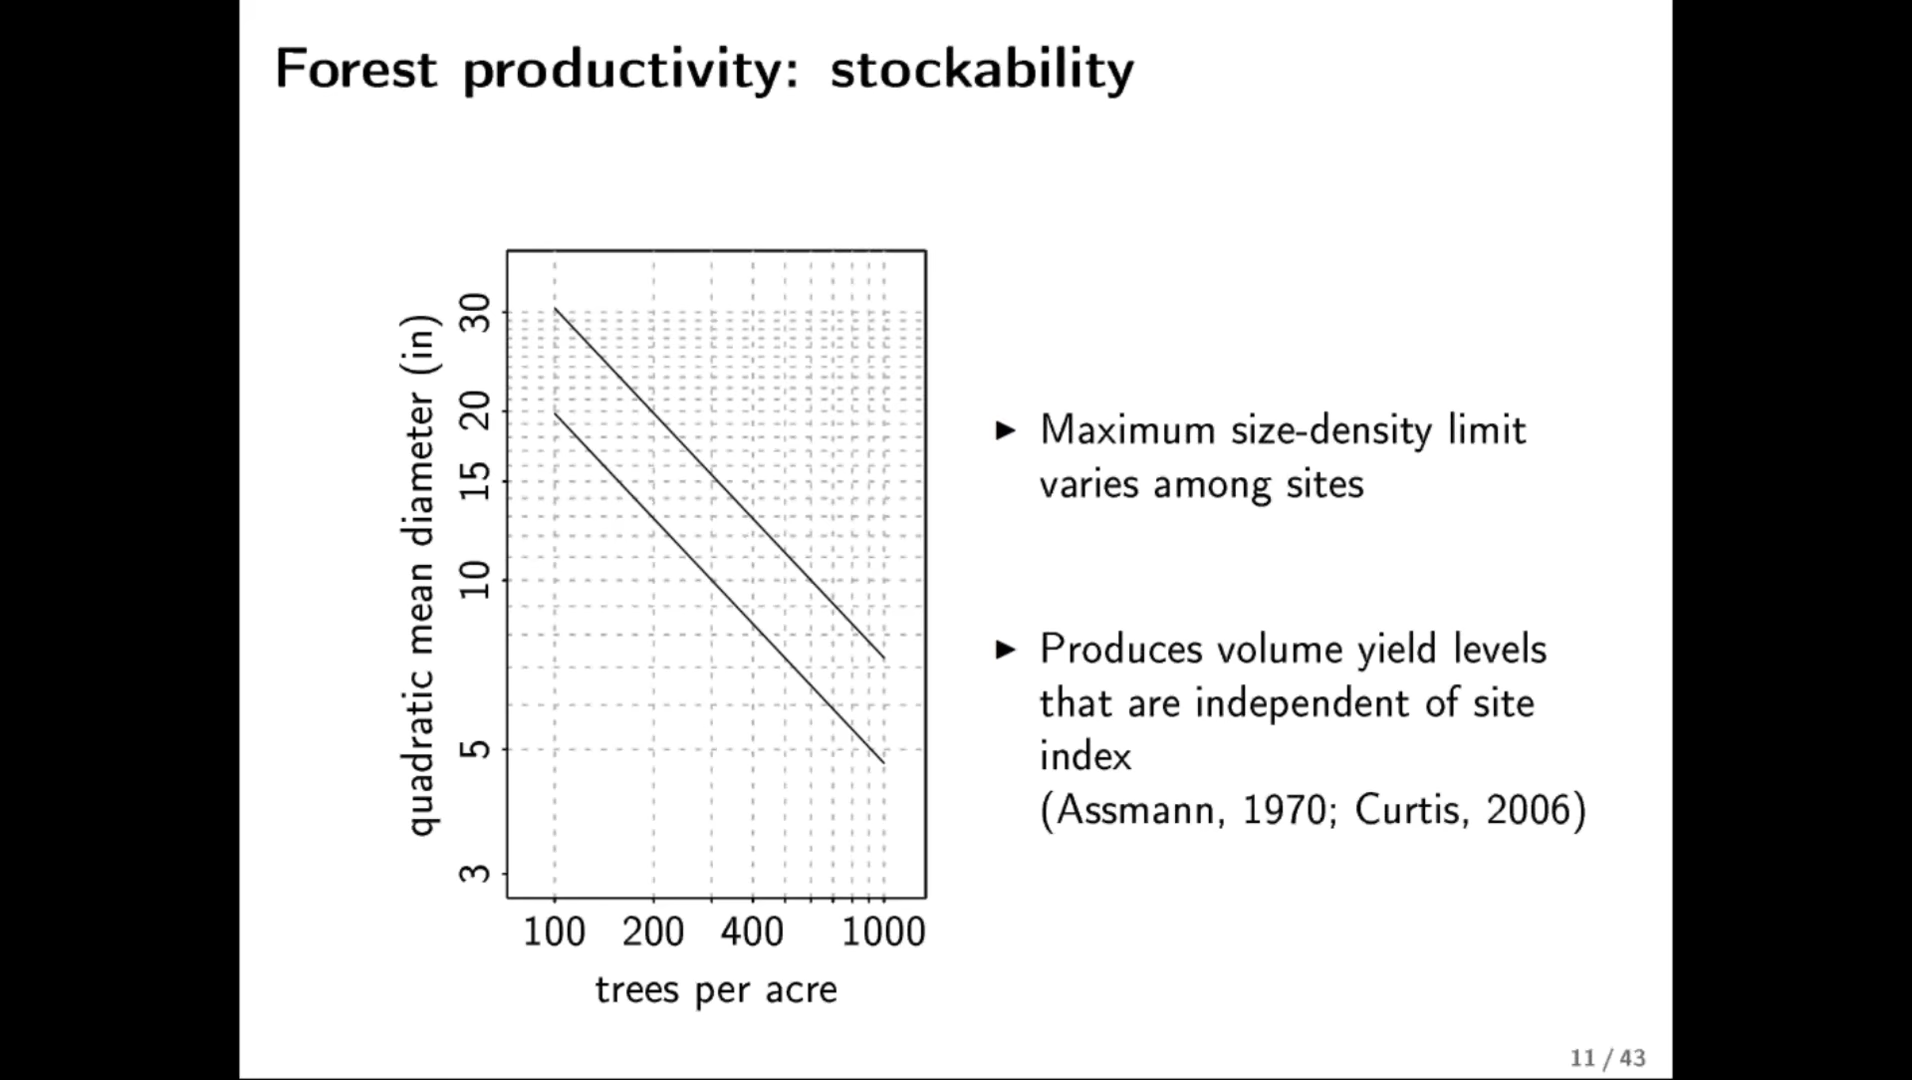 Forest productivity: stockability
quadratic mean diameter (in)
30
20
15
10
5
3
100 200 400 1000
trees per acre
► Maximum size-density limit
varies among sites
► Produces volume yield levels
that are independent of site
index
(Assmann, 1970; Curtis, 2006)
11 / 43